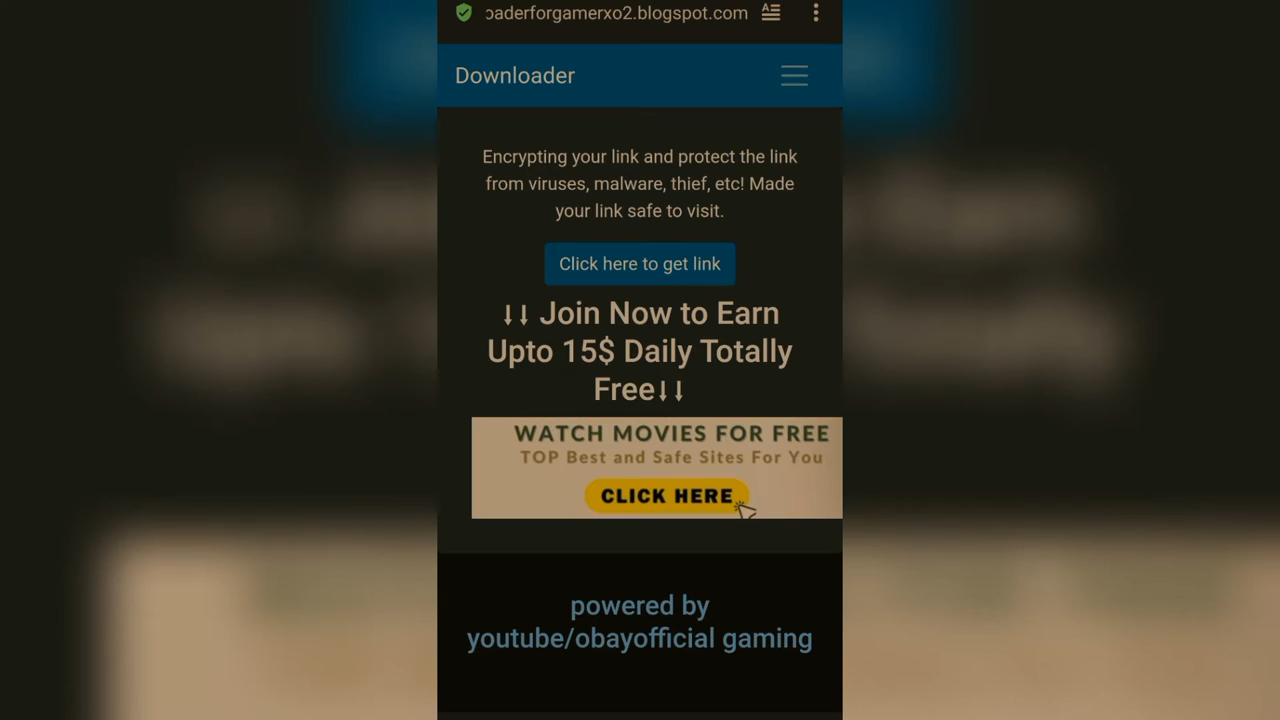 oaderforgamerxo2.blogspot.com
Downloader
Encrypting your link and protect the link
from viruses, malware, thief, etc! Made
your link safe to visit.
Click here to get link
↓↓ Join Now to Earn
Upto 15$ Daily Totally
Free↓↓
WATCH MOVIES FOR FREE
TOP Best and Safe Sites For You
CLICK HERE
powered by
youtube/obayofficial gaming